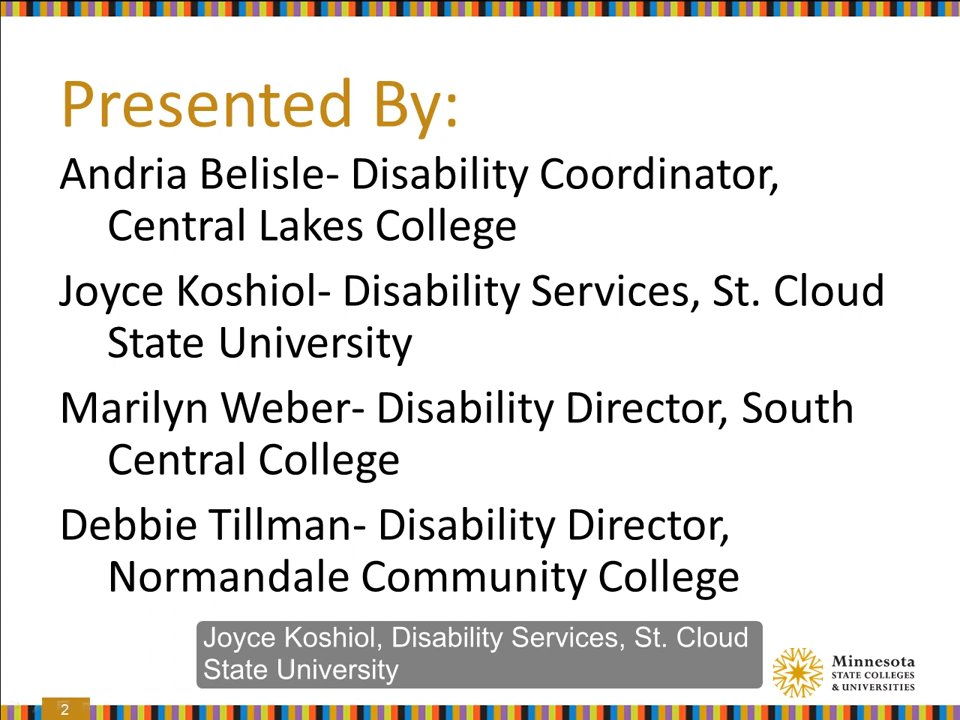 Presented By:
Andria Belisle- Disability Coordinator,
Central Lakes College
Joyce Koshiol- Disability Services, St. Cloud
State University
Marilyn Weber- Disability Director, South
Central College
Debbie Tillman- Disability Director,
Normandale Community College
Joyce Koshiol, Disability Services, St. Cloud
State University
Minnesota
STATE COLLEGES
& UNIVERSITIES
2